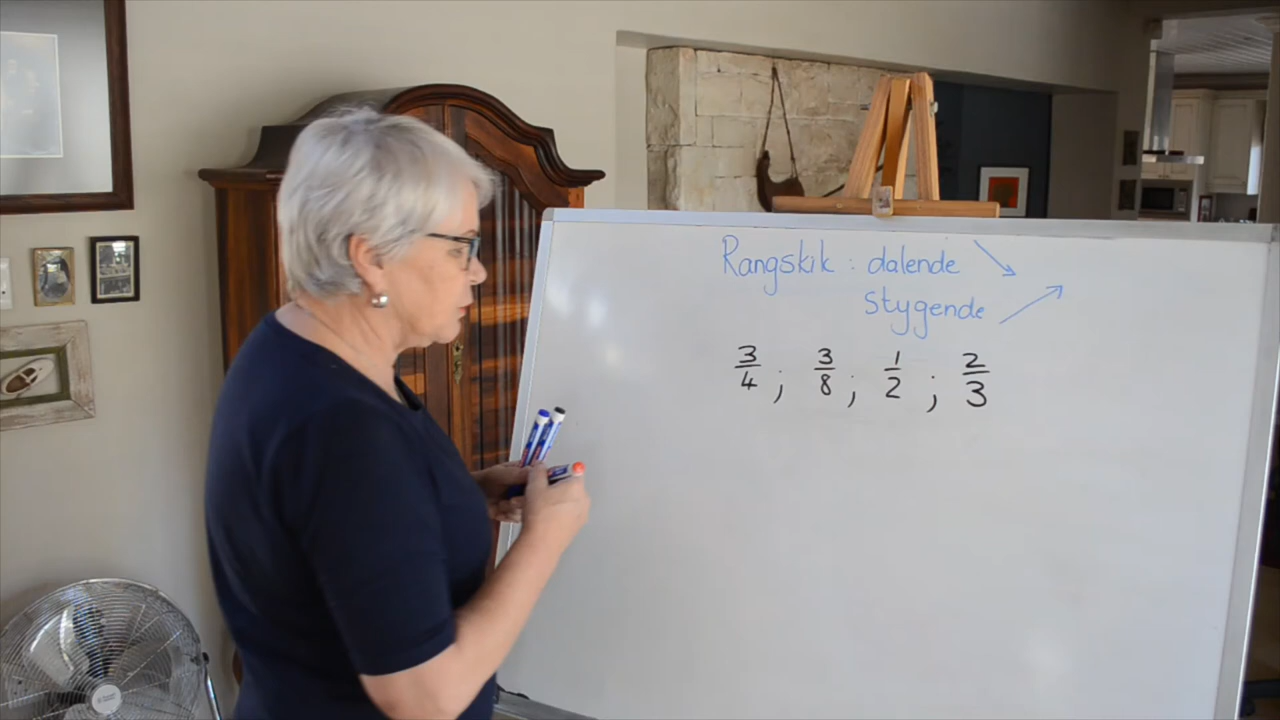 Rangskik : dalende ↘
stygende ↗
3/4 ; 3/8 ; 1/2 ; 2/3